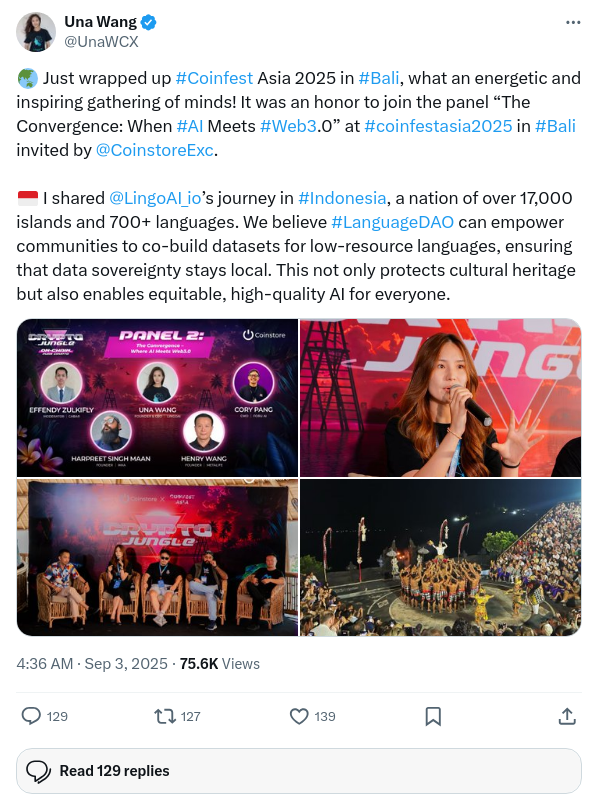 Una Wang
@UnaWCX
Just wrapped up #Coinfest Asia 2025 in #Bali, what an energetic and
inspiring gathering of minds! It was an honor to join the panel “The
Convergence: When #AI Meets #Web3.0” at #coinfestasia2025 in #Bali
invited by @CoinstoreExc.
I shared @LingoAI_io’s journey in #Indonesia, a nation of over 17,000
islands and 700+ languages. We believe #LanguageDAO can empower
communities to co-build datasets for low-resource languages, ensuring
that data sovereignty stays local. This not only protects cultural heritage
but also enables equitable, high-quality AI for everyone.
CRYPTO
JUNGLE
PANEL 2:
The Convergence -
Where AI Meets Web3.0
Coinstore
EFFENDY ZULKIFLY
UNA WANG
CORY PANG
HARPREET SINGH MAAN
HENRY WANG
JUNGL
CRYPTO
JUNGLE
4:36 AM · Sep 3, 2025 · 75.6K Views
129
127
139
Read 129 replies